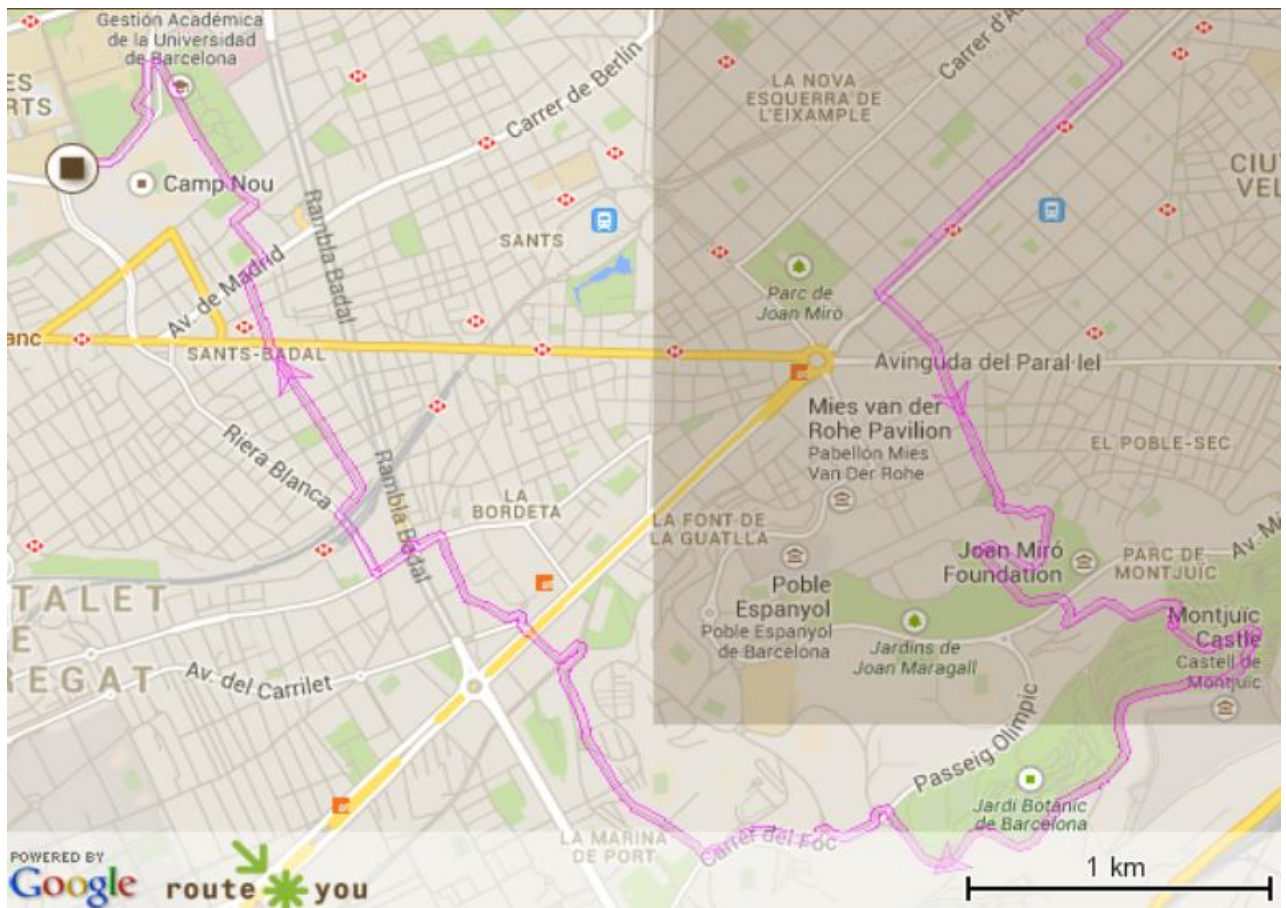 Gestión Académica
de la Universidad
de Barcelona
ES
RTS
Camp Nou
Carrer de Berlín
Rambla Badal
SANTS
Av. de Madrid
anc
SANTS-BADAL
Riera Blanca
Rambla Badal
LA
BORDETA
TALET
E
REGAT
Av. del Carrilet
LA NOVA
ESQUERRA DE
L'EIXAMPLE
Carrer d'A
CIU
VEL
Parc de
Joan Miró
Avinguda del Paral·lel
Mies van der
Rohe Pavilion
Pabellón Mies
Van Der Rohe
EL POBLE-SEC
LA FONT DE
LA GUATLLA
Joan Miró
Foundation
PARC DE
MONTJUÏC
Av. Mi
Poble
Espanyol
Poble Espanyol
de Barcelona
Jardins de
Joan Maragall
Montjuïc
Castle
Castell de
Montjuïc
Passeig Olímpic
Jardí Botànic
de Barcelona
LA MARINA
DE PORT
Carrer del Foc
POWERED BY
Google
route you
1 km